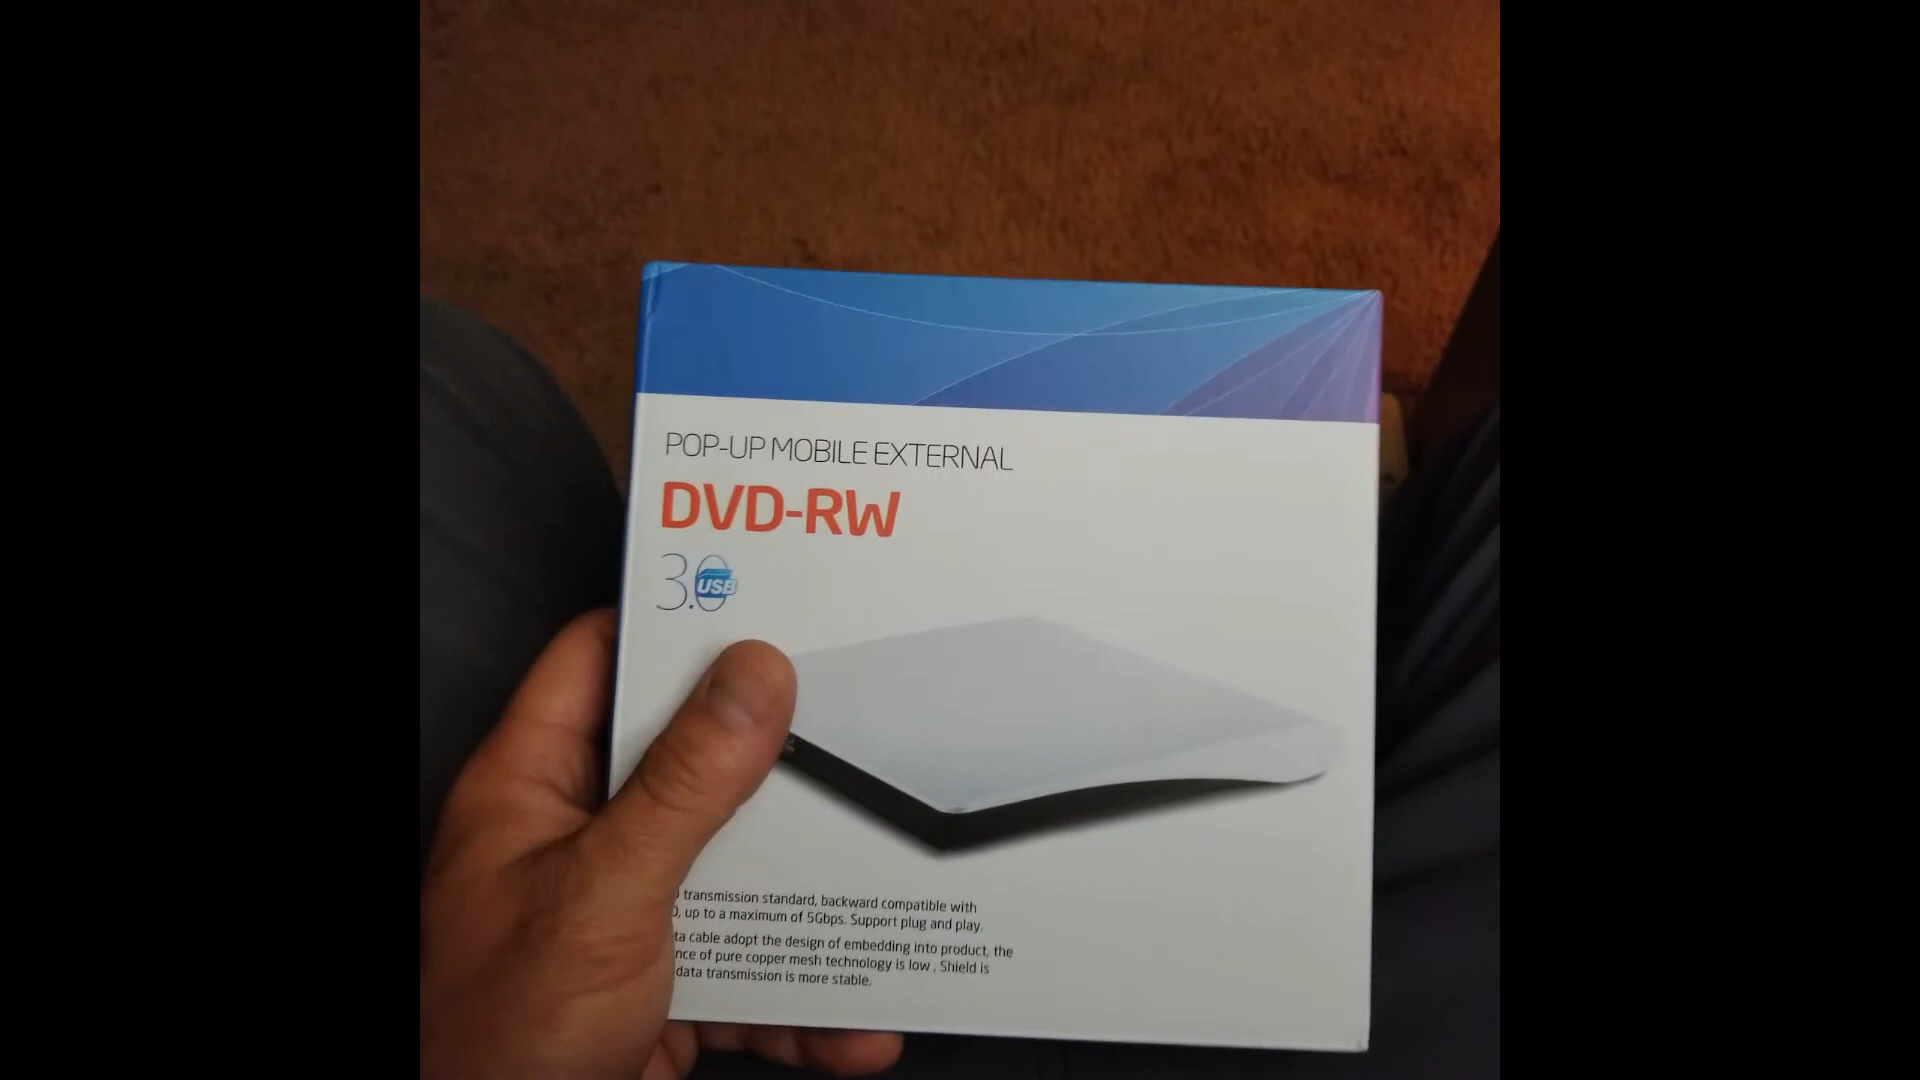 POP-UP MOBILE EXTERNAL
DVD-RW
3.0 USB
transmission standard, backward compatible with
up to a maximum of 5Gbps. Support plug and play.
cable adopt the design of embedding into product, the
of pure copper mesh technology is low , Shield is
data transmission is more stable.